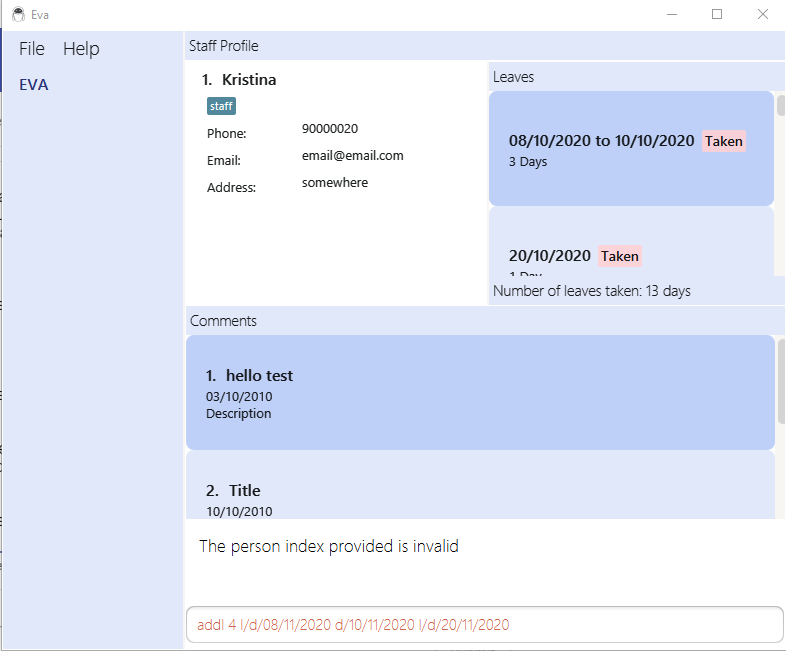 Eva
File Help
EVA
Staff Profile
1. Kristina
staff
Phone: 90000020
Email: email@email.com
Address: somewhere
Leaves
08/10/2020 to 10/10/2020 Taken
3 Days
20/10/2020 Taken
1 Day
Number of leaves taken: 13 days
Comments
1. hello test
03/10/2010
Description
2. Title
10/10/2020
The person index provided is invalid
addl 4 l/d/08/11/2020 d/10/11/2020 l/d/20/11/2020